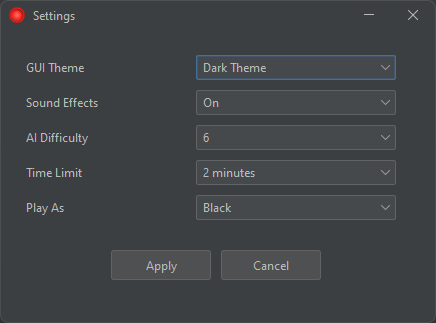 Settings
GUI Theme Dark Theme
Sound Effects On
AI Difficulty 6
Time Limit 2 minutes
Play As Black
Apply Cancel